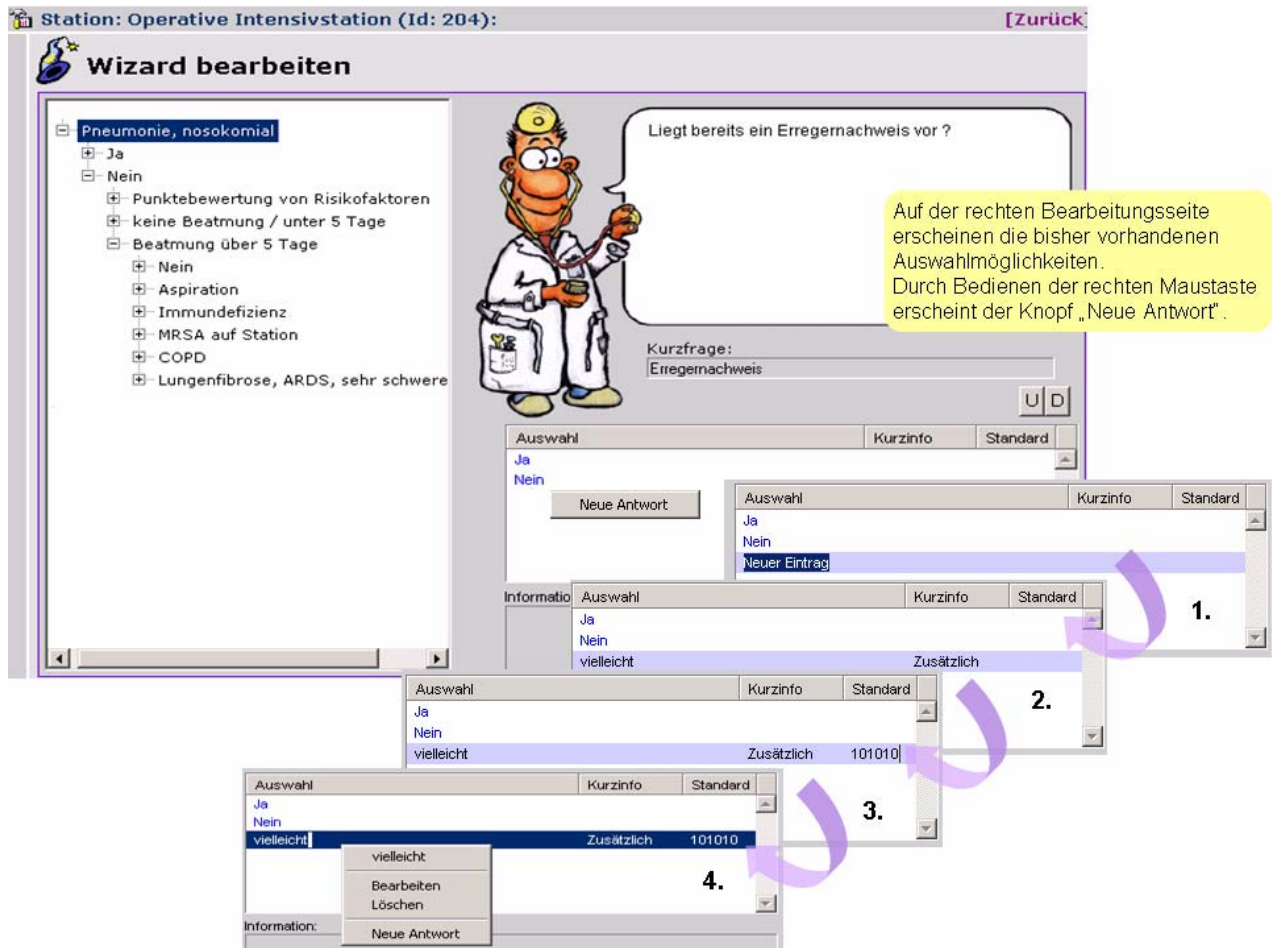 Station: Operative Intensivstation (Id: 204):
[Zurück]
Wizard bearbeiten
Pneumonie, nosokomial
Ja
Nein
Punktebewertung von Risikofaktoren
keine Beatmung / unter 5 Tage
Beatmung über 5 Tage
Nein
Aspiration
Immundefizienz
MRSA auf Station
COPD
Lungenfibrose, ARDS, sehr schwere
Liegt bereits ein Erregernachweis vor ?
Auf der rechten Bearbeitungsseite
erscheinen die bisher vorhandenen
Auswahlmöglichkeiten.
Durch Bedienen der rechten Maustaste
erscheint der Knopf „Neue Antwort".
Kurzfrage:
Erregernachweis
U D
Auswahl Kurzinfo Standard
Ja
Nein
Neue Antwort
Informatio
Auswahl Kurzinfo Standard
Ja
Nein
Neuer Eintrag
1.
Auswahl Kurzinfo Standard
Ja
Nein
vielleicht Zusätzlich
2.
Auswahl Kurzinfo Standard
Ja
Nein
vielleicht Zusätzlich 101010
3.
Auswahl Kurzinfo Standard
Ja
Nein
vielleicht Zusätzlich 101010
vielleicht
Bearbeiten
Löschen
Neue Antwort
4.
Information: